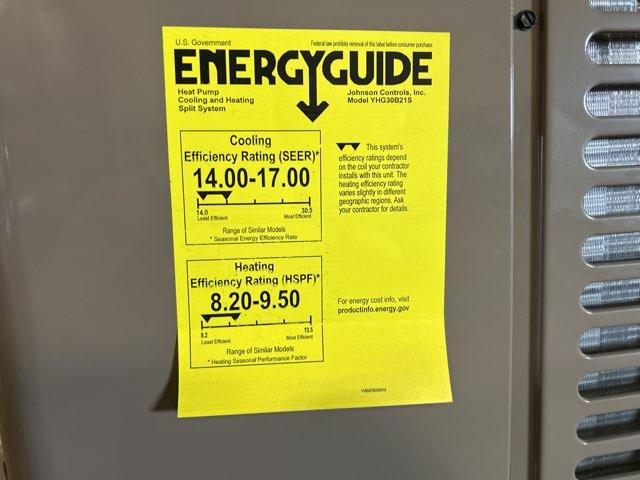 U.S. Government
Federal law prohibits removal of this label before consumer purchase.
ENERGYGUIDE
Heat Pump
Cooling and Heating
Split System
Johnson Controls, Inc.
Model YHG30B21S
Cooling
Efficiency Rating (SEER)*
14.00-17.00
14.0
30.5
Least Efficient
Most Efficient
Range of Similar Models
* Seasonal Energy Efficiency Rate
This system's
efficiency ratings depend
on the coil your contractor
installs with this unit. The
heating efficiency rating
varies slightly in different
geographic regions. Ask
your contractor for details.
Heating
Efficiency Rating (HSPF)*
8.20-9.50
8.2
13.5
Least Efficient
Most Efficient
Range of Similar Models
* Heating Seasonal Performance Factor
For energy cost info, visit
productinfo.energy.gov